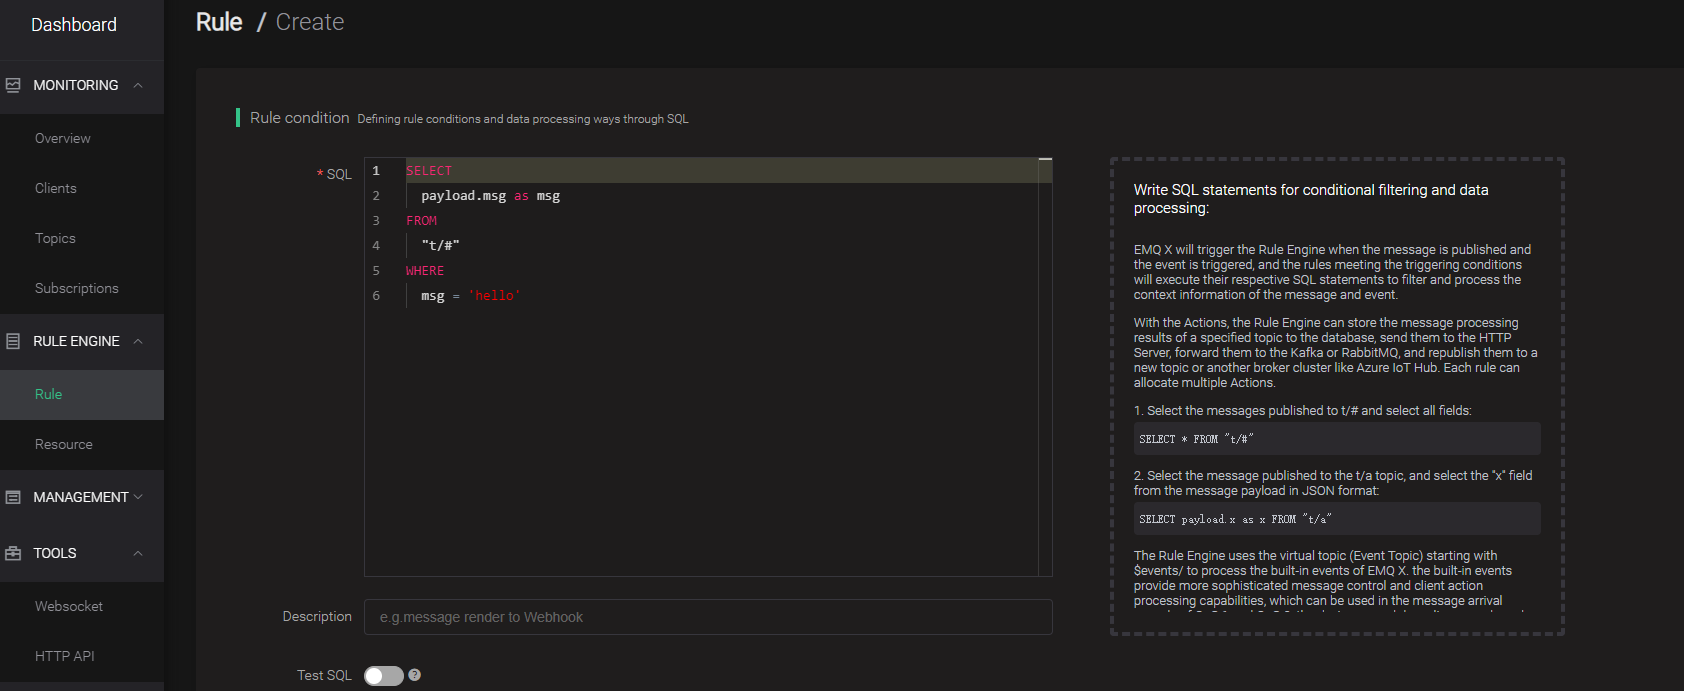 Dashboard
MONITORING
Overview
Clients
Topics
Subscriptions
RULE ENGINE
Rule
Resource
MANAGEMENT
TOOLS
Websocket
HTTP API
Rule / Create
Rule condition Defining rule conditions and data processing ways through SQL
* SQL
1 SELECT
2 payload.msg as msg
3 FROM
4 "t/#"
5 WHERE
6 msg = 'hello'
Description
e.g.message render to Webhook
Test SQL ?
Write SQL statements for conditional filtering and data
processing:
EMQ X will trigger the Rule Engine when the message is published and
the event is triggered, and the rules meeting the triggering conditions
will execute their respective SQL statements to filter and process the
context information of the message and event.
With the Actions, the Rule Engine can store the message processing
results of a specified topic to the database, send them to the HTTP
Server, forward them to the Kafka or RabbitMQ, and republish them to a
new topic or another broker cluster like Azure IoT Hub. Each rule can
allocate multiple Actions.
1. Select the messages published to t/# and select all fields:
SELECT * FROM "t/#"
2. Select the message published to the t/a topic, and select the "x" field
from the message payload in JSON format:
SELECT payload.x as x FROM "t/a"
The Rule Engine uses the virtual topic (Event Topic) starting with
$events/ to process the built-in events of EMQ X. the built-in events
provide more sophisticated message control and client action
processing capabilities, which can be used in the message arrival